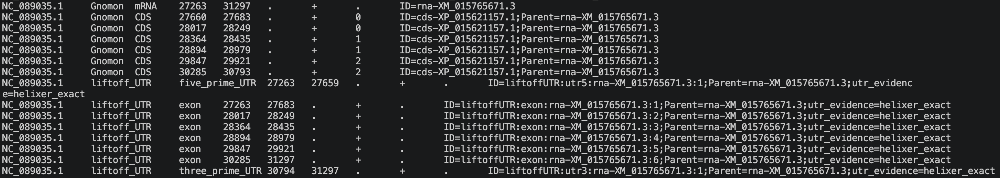 NC_089035.1	Gnomon	mRNA	27263	31297	.	+	.	ID=rna-XM_015765671.3
NC_089035.1	Gnomon	CDS	27660	27683	.	+	0	ID=cds-XP_015621157.1;Parent=rna-XM_015765671.3
NC_089035.1	Gnomon	CDS	28017	28249	.	+	0	ID=cds-XP_015621157.1;Parent=rna-XM_015765671.3
NC_089035.1	Gnomon	CDS	28364	28435	.	+	1	ID=cds-XP_015621157.1;Parent=rna-XM_015765671.3
NC_089035.1	Gnomon	CDS	28894	28979	.	+	1	ID=cds-XP_015621157.1;Parent=rna-XM_015765671.3
NC_089035.1	Gnomon	CDS	29847	29921	.	+	2	ID=cds-XP_015621157.1;Parent=rna-XM_015765671.3
NC_089035.1	Gnomon	CDS	30285	30793	.	+	2	ID=cds-XP_015621157.1;Parent=rna-XM_015765671.3
NC_089035.1	liftoff_UTR	five_prime_UTR	27263	27659	.	+	.	ID=liftoffUTR:utr5:rna-XM_015765671.3:1;Parent=rna-XM_015765671.3;utr_evidenc
e=helixer_exact
NC_089035.1	liftoff_UTR	exon	27263	27683	.	+	.	ID=liftoffUTR:exon:rna-XM_015765671.3:1;Parent=rna-XM_015765671.3;utr_evidence=helixer_exact
NC_089035.1	liftoff_UTR	exon	28017	28249	.	+	.	ID=liftoffUTR:exon:rna-XM_015765671.3:2;Parent=rna-XM_015765671.3;utr_evidence=helixer_exact
NC_089035.1	liftoff_UTR	exon	28364	28435	.	+	.	ID=liftoffUTR:exon:rna-XM_015765671.3:3;Parent=rna-XM_015765671.3;utr_evidence=helixer_exact
NC_089035.1	liftoff_UTR	exon	28894	28979	.	+	.	ID=liftoffUTR:exon:rna-XM_015765671.3:4;Parent=rna-XM_015765671.3;utr_evidence=helixer_exact
NC_089035.1	liftoff_UTR	exon	29847	29921	.	+	.	ID=liftoffUTR:exon:rna-XM_015765671.3:5;Parent=rna-XM_015765671.3;utr_evidence=helixer_exact
NC_089035.1	liftoff_UTR	exon	30285	31297	.	+	.	ID=liftoffUTR:exon:rna-XM_015765671.3:6;Parent=rna-XM_015765671.3;utr_evidence=helixer_exact
NC_089035.1	liftoff_UTR	three_prime_UTR	30794	31297	.	+	.	ID=liftoffUTR:utr3:rna-XM_015765671.3:1;Parent=rna-XM_015765671.3;utr_evidence=helixer_exact